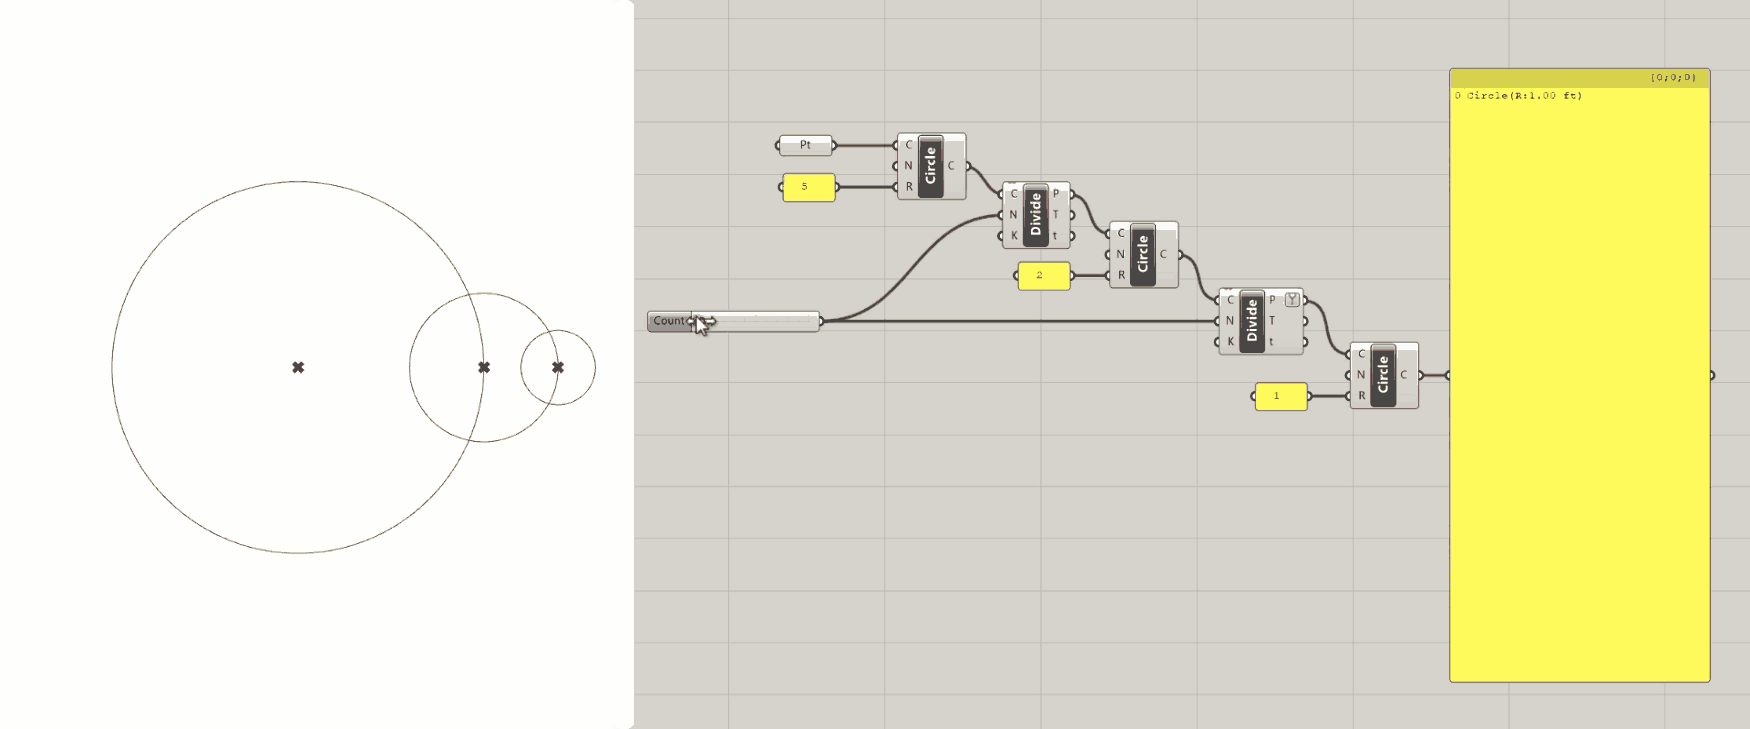 {0;0;0}
0 Circle(R:1.00 ft)
Pt
C
N
R
Circle
C
5
C
N
K
Divide
P
T
t
C
N
R
Circle
C
2
Count
C
N
K
Divide
P
T
t
C
N
R
Circle
C
1